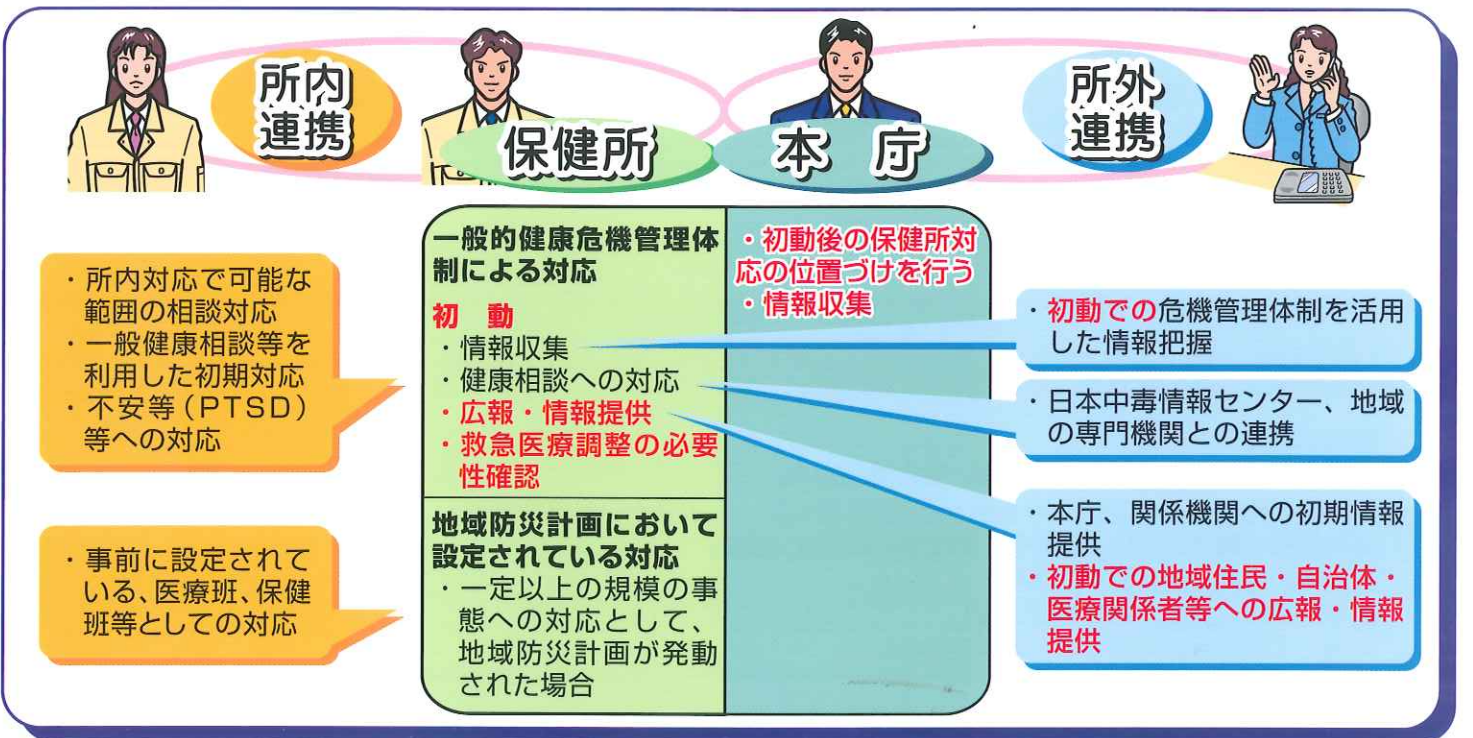 所内
連携
保健所
本 庁
所外
連携
・所内対応で可能な
範囲の相談対応
・一般健康相談等を
利用した初期対応
・不安等(PTSD)
等への対応
・事前に設定されて
いる、医療班、保健
班等としての対応
一般的健康危機管理体
制による対応
初 動
・情報収集
・健康相談への対応
・広報・情報提供
・救急医療調整の必要
性確認
地域防災計画において
設定されている対応
・一定以上の規模の事
態への対応として、
地域防災計画が発動
された場合
・初動後の保健所対
応の位置づけを行う
・情報収集
・初動での危機管理体制を活用
した情報把握
・日本中毒情報センター、地域
の専門機関との連携
・本庁、関係機関への初期情報
提供
・初動での地域住民・自治体・
医療関係者等への広報・情報
提供